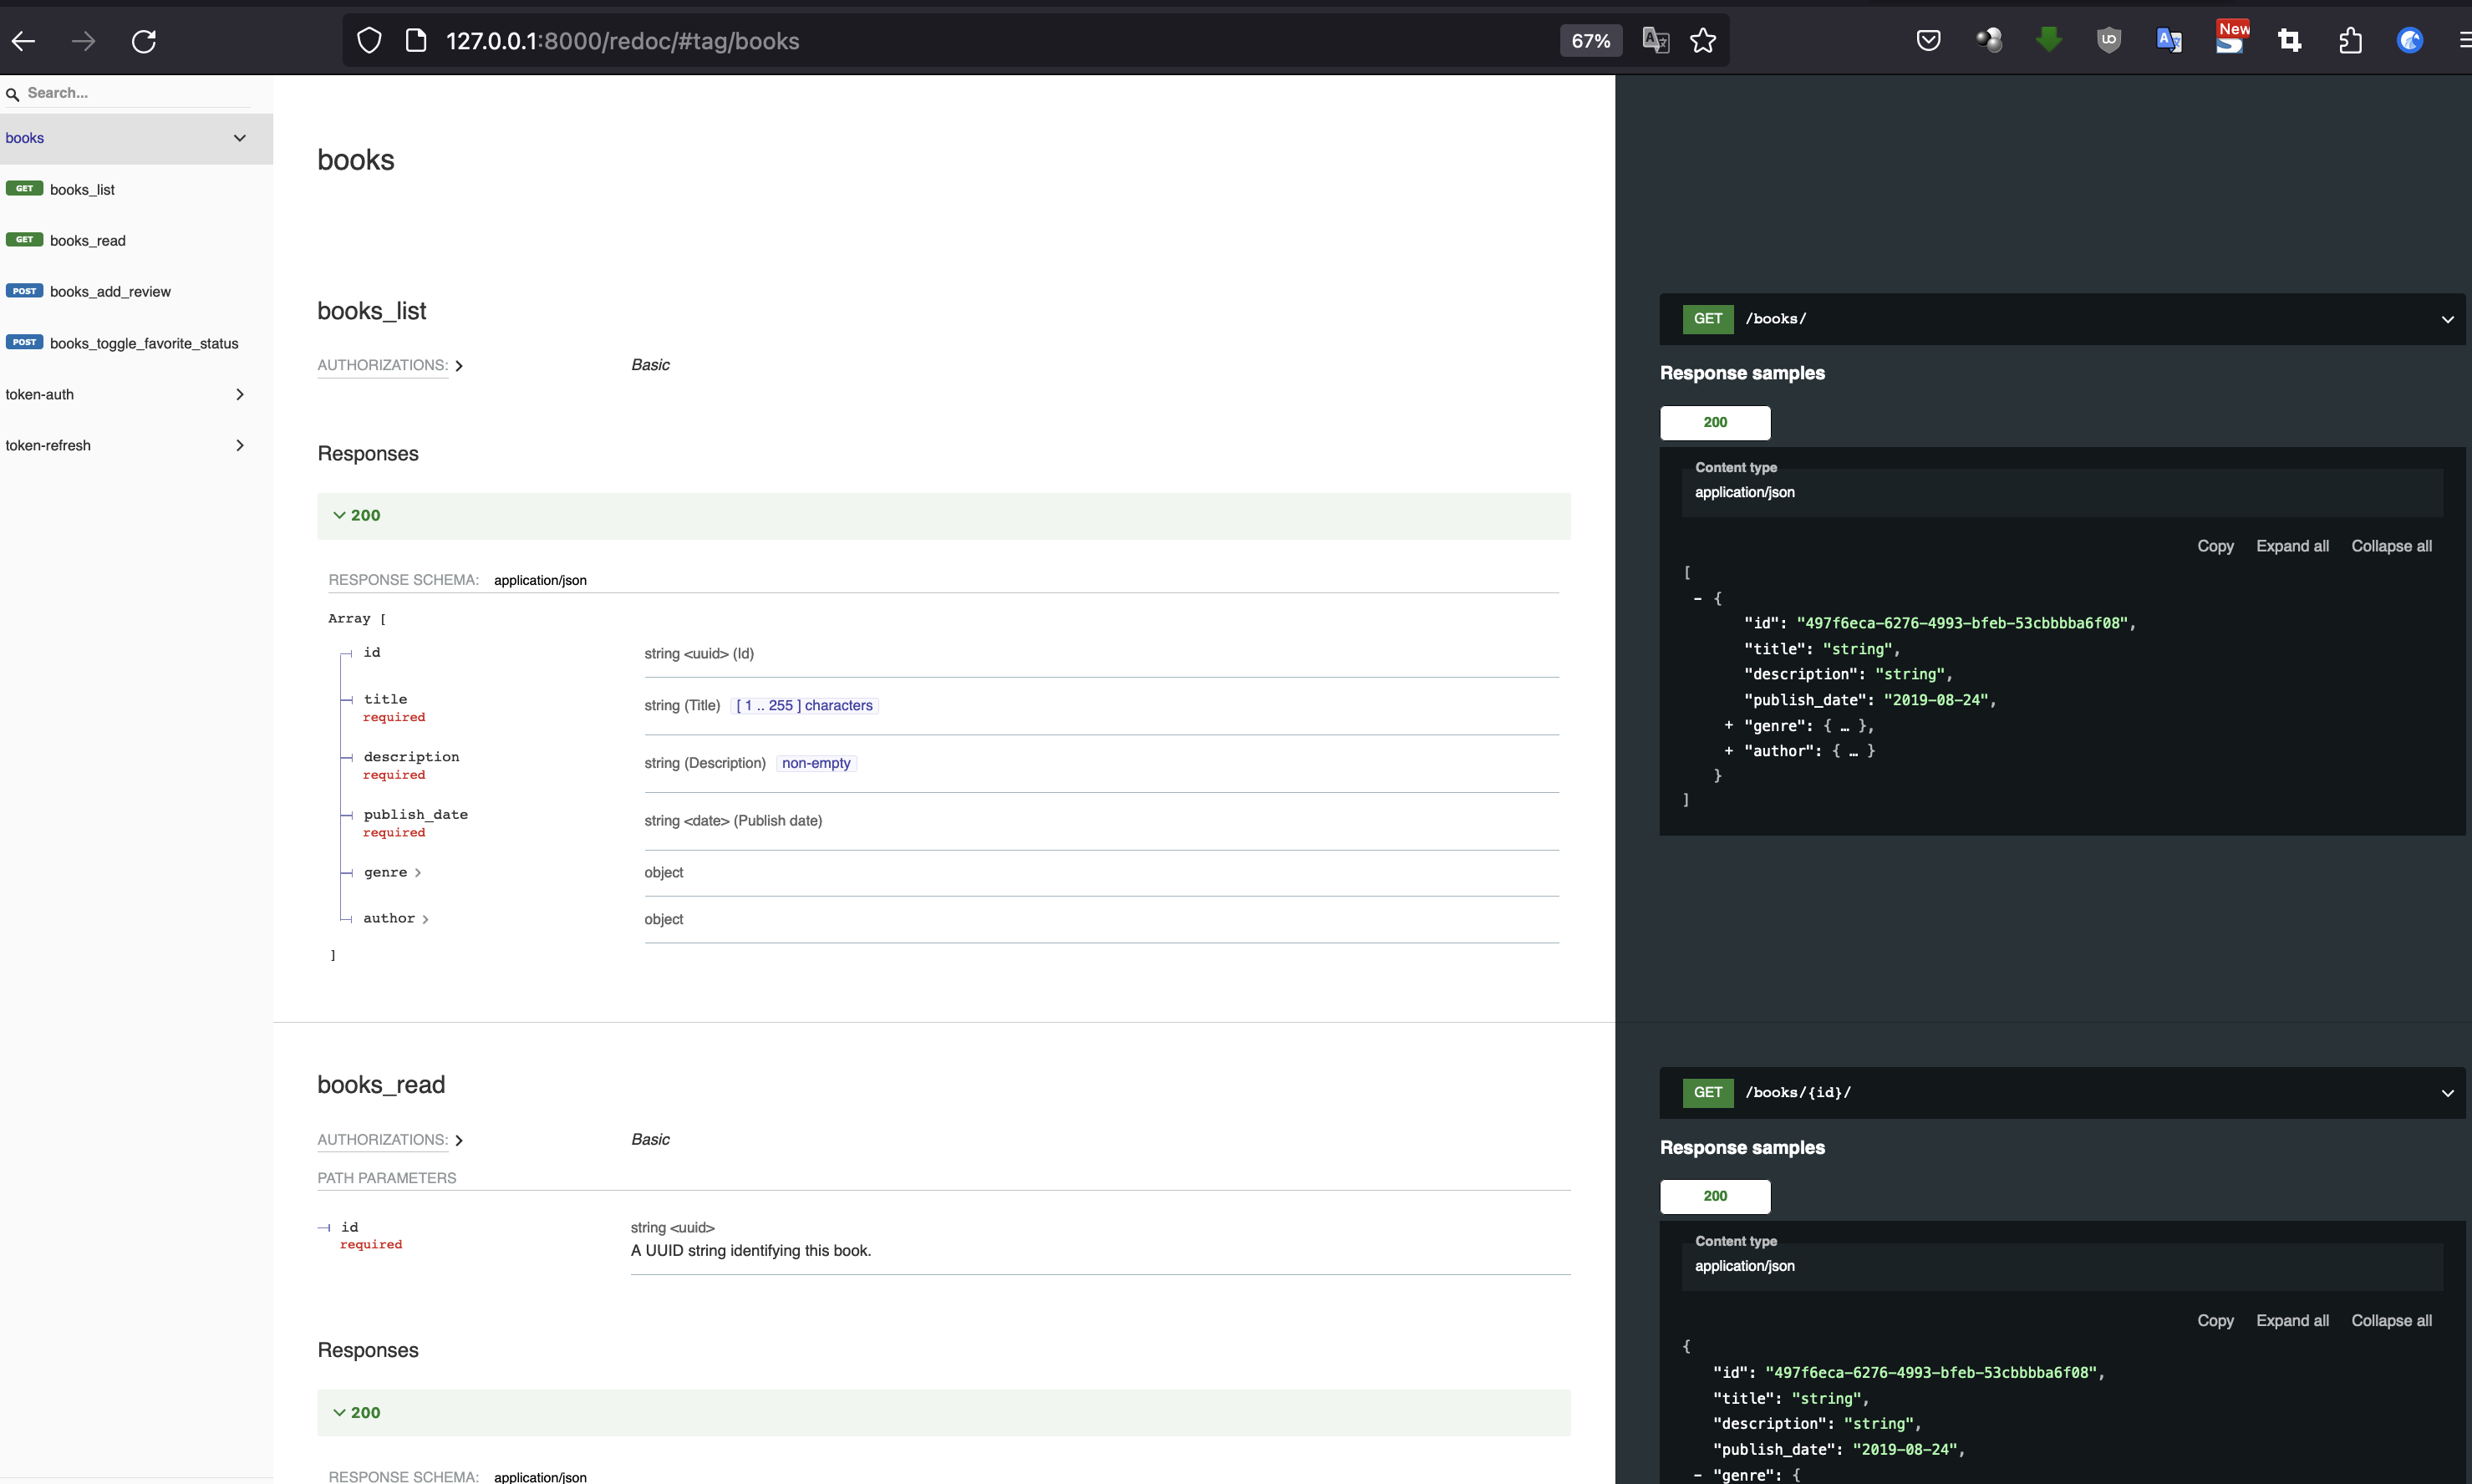 127.0.0.1:8000/redoc/#tag/books
67%
New
Search...
books
GET books_list
GET books_read
POST books_add_review
POST books_toggle_favorite_status
token-auth
token-refresh
books
books_list
AUTHORIZATIONS: Basic
Responses
200
RESPONSE SCHEMA: application/json
Array [
id string <uuid> (Id)
title string (Title) [ 1 .. 255 ] characters
required
description string (Description) non-empty
required
publish_date string <date> (Publish date)
required
genre object
author object
]
GET /books/
Response samples
200
Content type
application/json
Copy Expand all Collapse all
[
- {
"id": "497f6eca-6276-4993-bfeb-53cbbbba6f08",
"title": "string",
"description": "string",
"publish_date": "2019-08-24",
+ "genre": { … },
+ "author": { … }
}
]
books_read
AUTHORIZATIONS: Basic
PATH PARAMETERS
id string <uuid>
required A UUID string identifying this book.
Responses
200
RESPONSE SCHEMA: application/json
GET /books/{id}/
Response samples
200
Content type
application/json
Copy Expand all Collapse all
{
"id": "497f6eca-6276-4993-bfeb-53cbbbba6f08",
"title": "string",
"description": "string",
"publish_date": "2019-08-24",
- "genre": {